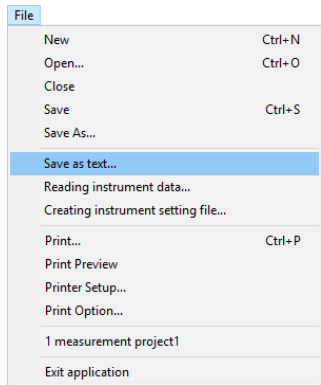 File
New Ctrl+N
Open... Ctrl+O
Close
Save Ctrl+S
Save As...
Save as text...
Reading instrument data...
Creating instrument setting file...
Print... Ctrl+P
Print Preview
Printer Setup...
Print Option...
1 measurement project1
Exit application